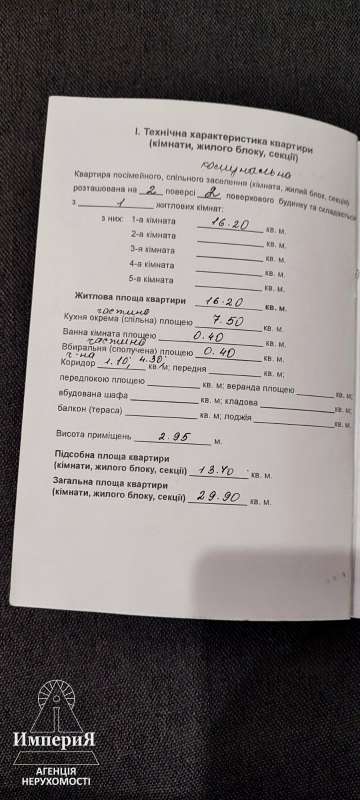 І. Технічна характеристика квартири
(кімнати, жилого блоку, секції)
комунальна
Квартира посімейного, спільного заселення (кімната, жилий блок, секція)
розташована на 2 поверсі 2 поверхового будинку та складається
з 1 житлових кімнат:
з них: 1-а кімната 16.20 кв. м.
2-а кімната кв. м.
3-я кімната кв. м.
4-а кімната кв. м.
5-а кімната кв. м.
Житлова площа квартири 16.20 кв. м.
частина
Кухня окрема (спільна) площею 7.50 кв. м.
Ванна кімната площею 0.40 кв. м.
частина
Вбиральня (сполучена) площею 0.40 кв. м.
ч-на
Коридор 1.10; 4.30; кв. м; передня кв. м;
передпокою площею кв. м; веранда площею кв. м;
вбудована шафа кв. м; кладова кв. м;
балкон (тераса) кв. м; лоджія кв. м.
Висота приміщень 2.95 м.
Підсобна площа квартири
(кімнати, жилого блоку, секції) 13.70 кв. м.
Загальна площа квартири
(кімнати, жилого блоку, секції) 29.90 кв. м.
ИмпериЯ
АГЕНЦІЯ
НЕРУХОМОСТІ